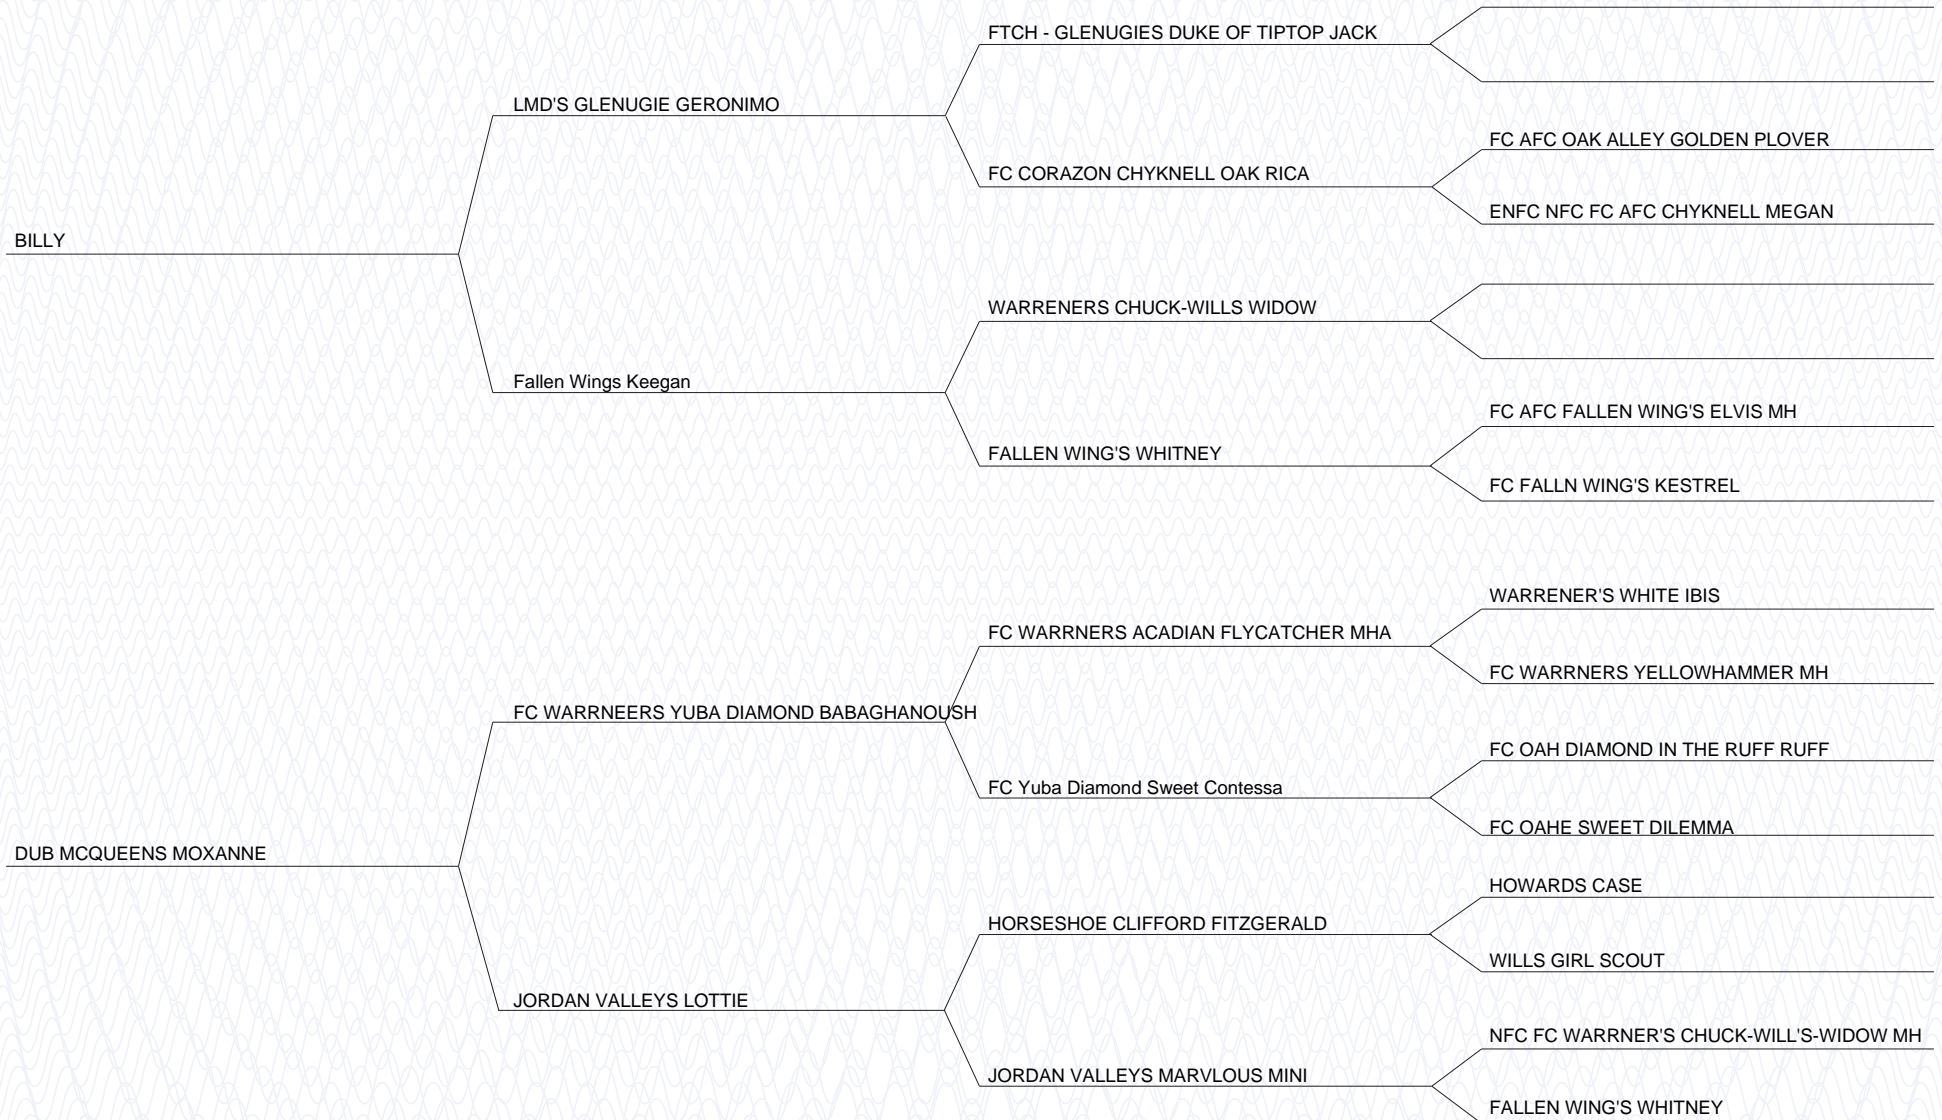 FTCH - GLENUGIES DUKE OF TIPTOP JACK
LMD'S GLENUGIE GERONIMO
FC AFC OAK ALLEY GOLDEN PLOVER
FC CORAZON CHYKNELL OAK RICA
ENFC NFC FC AFC CHYKNELL MEGAN
BILLY
WARRENERS CHUCK-WILLS WIDOW
Fallen Wings Keegan
FC AFC FALLEN WING'S ELVIS MH
FALLEN WING'S WHITNEY
FC FALLN WING'S KESTREL
WARRENER'S WHITE IBIS
FC WARRNERS ACADIAN FLYCATCHER MHA
FC WARRNERS YELLOWHAMMER MH
FC WARRNEERS YUBA DIAMOND BABAGHANOUSH
FC OAH DIAMOND IN THE RUFF RUFF
FC Yuba Diamond Sweet Contessa
FC OAHE SWEET DILEMMA
DUB MCQUEENS MOXANNE
HOWARDS CASE
HORSESHOE CLIFFORD FITZGERALD
WILLS GIRL SCOUT
JORDAN VALLEYS LOTTIE
NFC FC WARRNER'S CHUCK-WILL'S-WIDOW MH
JORDAN VALLEYS MARVLOUS MINI
FALLEN WING'S WHITNEY